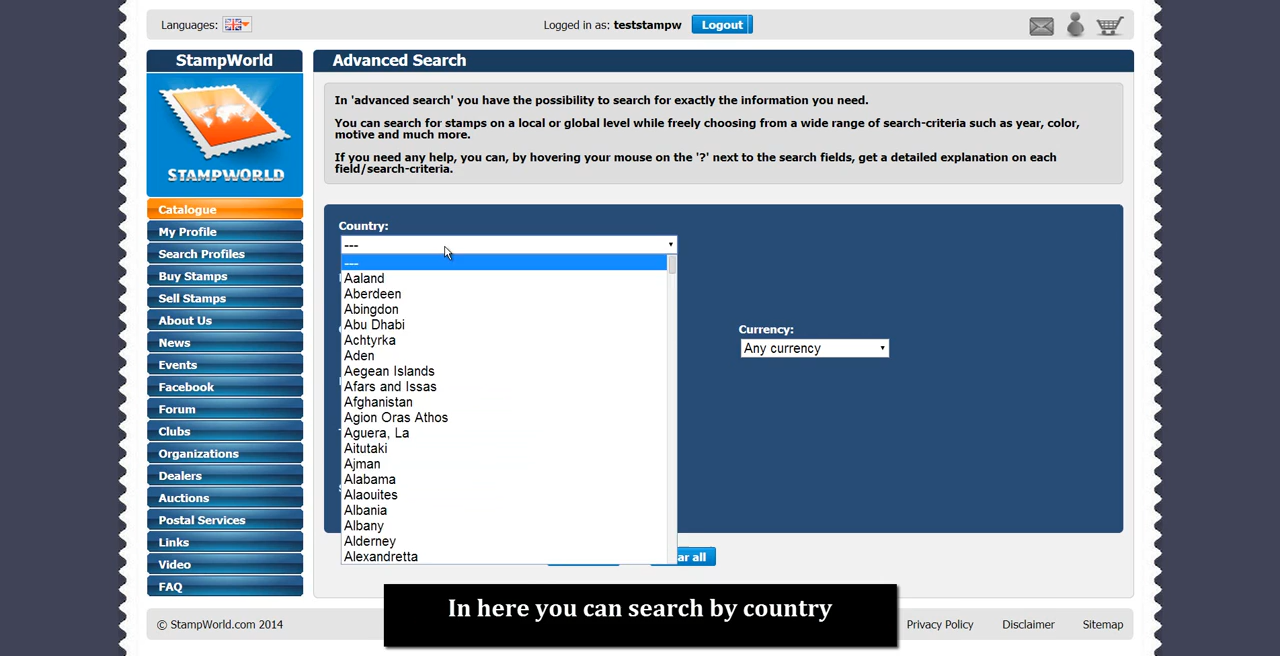 Languages:
Logged in as: teststampw
Logout
StampWorld
STAMPWORLD
Catalogue
My Profile
Search Profiles
Buy Stamps
Sell Stamps
About Us
News
Events
Facebook
Forum
Clubs
Organizations
Dealers
Auctions
Postal Services
Links
Video
FAQ
Advanced Search
In 'advanced search' you have the possibility to search for exactly the information you need.
You can search for stamps on a local or global level while freely choosing from a wide range of search-criteria such as year, color,
motive and much more.
If you need any help, you can, by hovering your mouse on the '?' next to the search fields, get a detailed explanation on each
field/search-criteria.
Country:
---
---
Aaland
Aberdeen
Abingdon
Abu Dhabi
Achtyrka
Aden
Aegean Islands
Afars and Issas
Afghanistan
Agion Oras Athos
Aguera, La
Aitutaki
Ajman
Alabama
Alaouites
Albania
Albany
Alderney
Alexandretta
Currency:
Any currency
all
In here you can search by country
© StampWorld.com 2014
Privacy Policy
Disclaimer
Sitemap